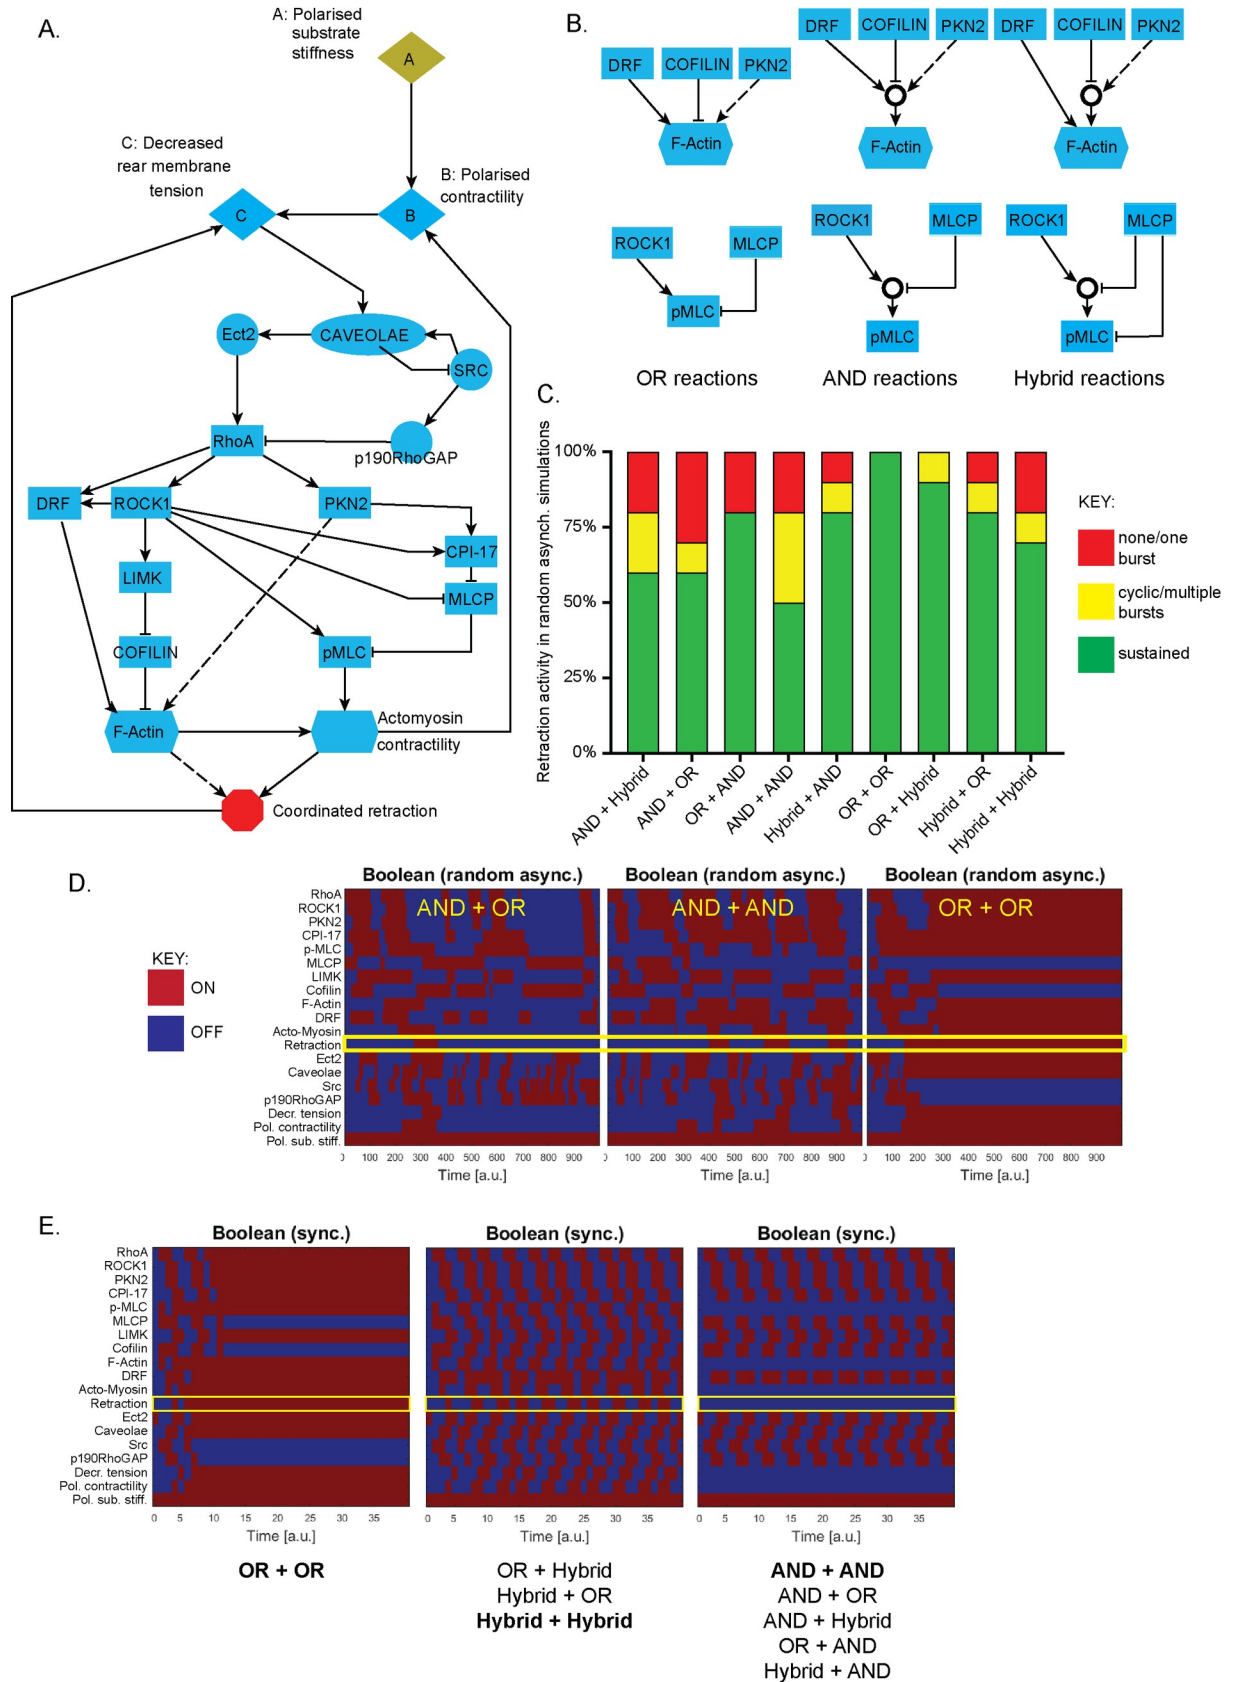 A.
A: Polarised
substrate
stiffness
A
C: Decreased
rear membrane
tension
B: Polarised
contractility
C
B
Ect2
CAVEOLAE
SRC
RhoA
p190RhoGAP
DRF
ROCK1
PKN2
CPI-17
LIMK
MLCP
COFILIN
pMLC
F-Actin
Actomyosin
contractility
Coordinated retraction
B.
DRF
COFILIN
PKN2
F-Actin
DRF
COFILIN
PKN2
F-Actin
DRF
COFILIN
PKN2
F-Actin
ROCK1
MLCP
pMLC
ROCK1
MLCP
pMLC
ROCK1
MLCP
pMLC
OR reactions
AND reactions
Hybrid reactions
C.
Retraction activity in random asynch. simulations
100%
75%
50%
25%
0%
AND + Hybrid
AND + OR
OR + AND
AND + AND
Hybrid + AND
OR + OR
OR + Hybrid
Hybrid + OR
Hybrid + Hybrid
KEY:
none/one
burst
cyclic/multiple
bursts
sustained
D.
KEY:
ON
OFF
Boolean (random async.)
Boolean (random async.)
Boolean (random async.)
AND + OR
AND + AND
OR + OR
RhoA
ROCK1
PKN2
CPI-17
p-MLC
MLCP
LIMK
Cofilin
F-Actin
DRF
Acto-Myosin
Retraction
Ect2
Caveolae
Src
p190RhoGAP
Decr. tension
Pol. contractility
Pol. sub. stiff.
0 100 200 300 400 500 600 700 800 900
0 100 200 300 400 500 600 700 800 900
0 100 200 300 400 500 600 700 800 900
Time [a.u.]
Time [a.u.]
Time [a.u.]
E.
Boolean (sync.)
Boolean (sync.)
Boolean (sync.)
RhoA
ROCK1
PKN2
CPI-17
p-MLC
MLCP
LIMK
Cofilin
F-Actin
DRF
Acto-Myosin
Retraction
Ect2
Caveolae
Src
p190RhoGAP
Decr. tension
Pol. contractility
Pol. sub. stiff.
0 5 10 15 20 25 30 35
0 5 10 15 20 25 30 35
0 5 10 15 20 25 30 35
Time [a.u.]
Time [a.u.]
Time [a.u.]
OR + OR
OR + Hybrid
Hybrid + OR
Hybrid + Hybrid
AND + AND
AND + OR
AND + Hybrid
OR + AND
Hybrid + AND